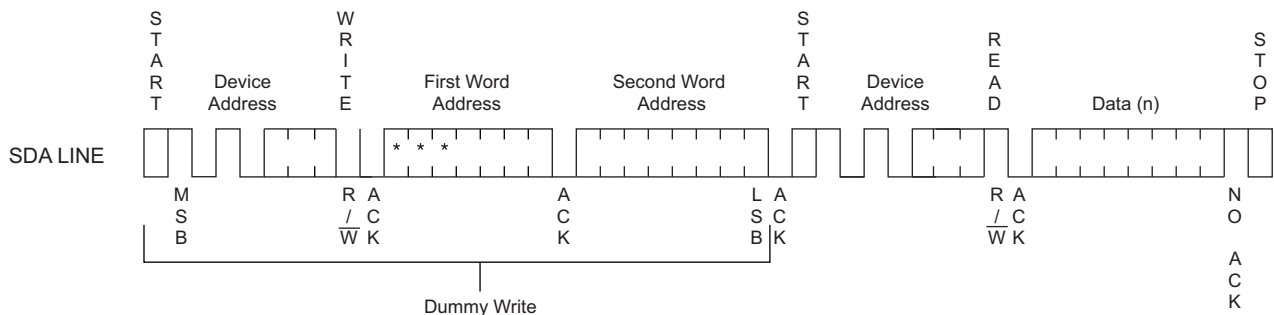 START
WRITE
START
READ
STOP
Device
Address
First Word
Address
Second Word
Address
Device
Address
Data (n)
SDA LINE
* * *
MSB
R/W
ACK
ACK
LSB
ACK
R/W
ACK
NO ACK
Dummy Write